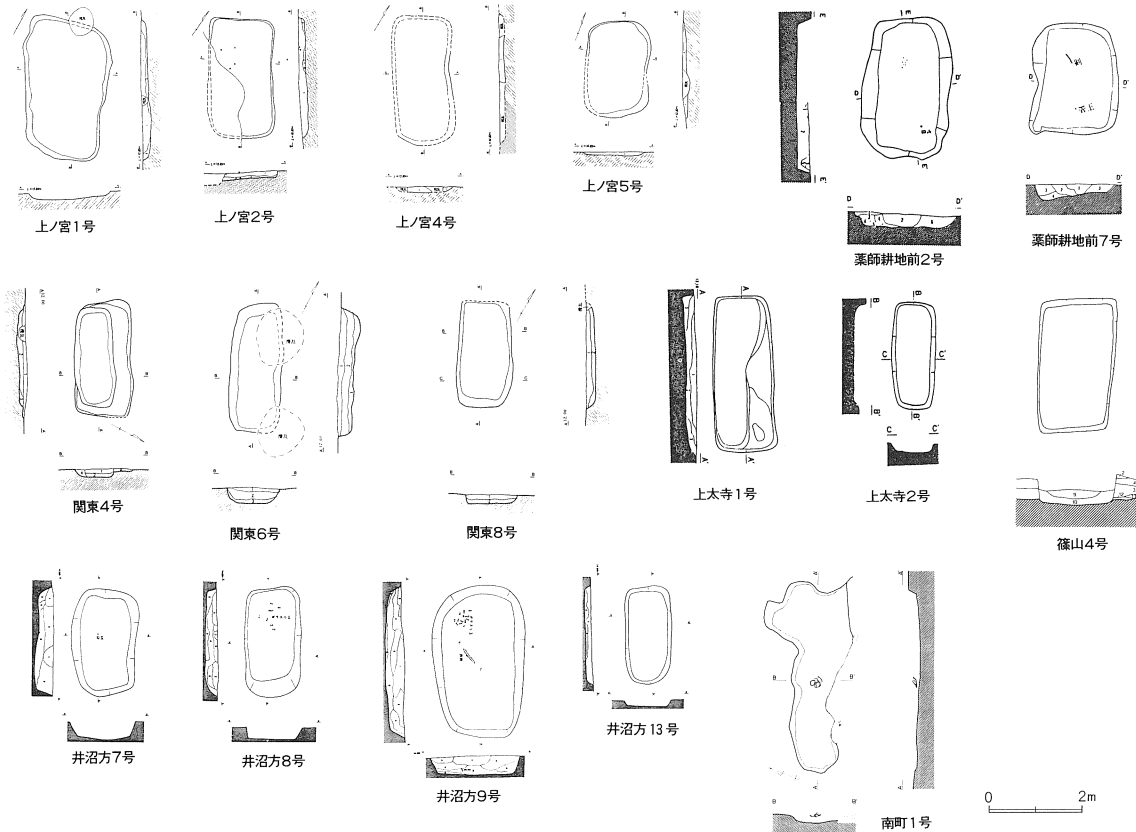 上ノ宮1号
上ノ宮2号
上ノ宮4号
上ノ宮5号
薬師耕地前2号
薬師耕地前7号
関東4号
関東6号
関東8号
上太寺1号
上太寺2号
篠山4号
井沼方7号
井沼方8号
井沼方9号
井沼方13号
南町1号
0 2m